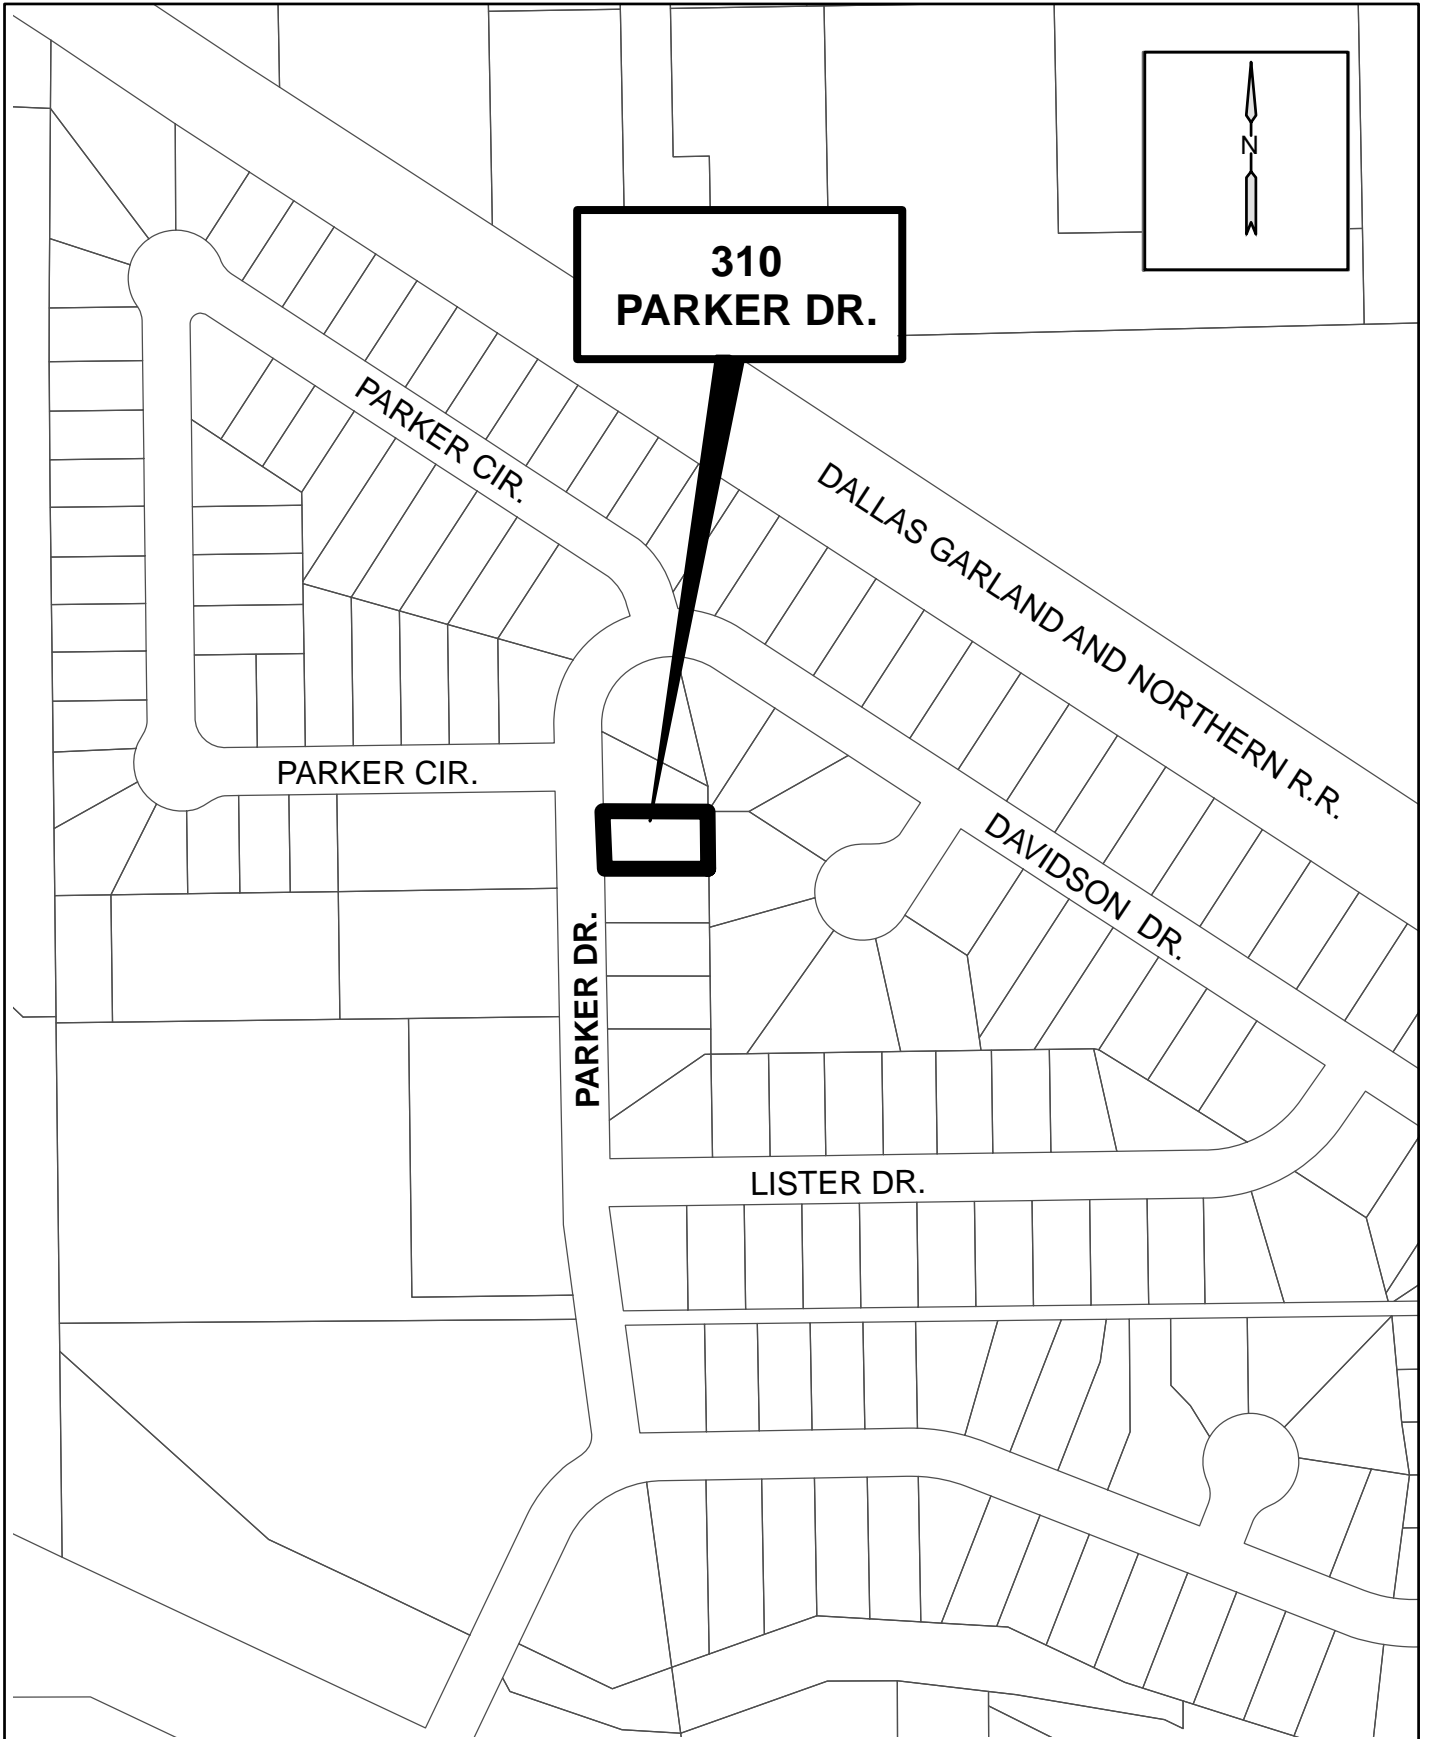 N
310
PARKER DR.
PARKER CIR.
DALLAS GARLAND AND NORTHERN R.R.
PARKER CIR.
DAVIDSON DR.
PARKER DR.
LISTER DR.